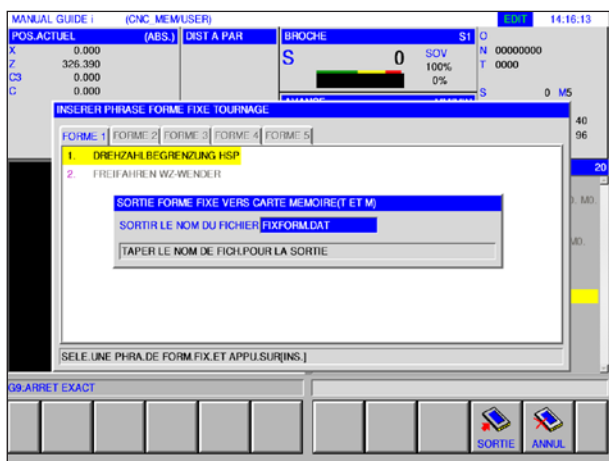 MANUAL GUIDE i (CNC_MEM/USER) EDIT 14:16:13
POS.ACTUEL (ABS.) DIST A PAR BROCHE S1 O
X 0.000 N 00000000
Z 326.390 S 0 SOV 100% T 0000
C3 0.000 0%
C 0.000 S 0 M5
INSERER PHRASE FORME FIXE TOURNAGE
40
FORME 1 FORME 2 FORME 3 FORME 4 FORME 5
96
1. DREHZAHLBEGRENZUNG HSP
20
2. FREIFAHREN WZ-WENDER
SORTIE FORME FIXE VERS CARTE MEMOIRE(T ET M)
M0.
SORTIR LE NOM DU FICHIER FIXFORM.DAT
TAPER LE NOM DE FICH.POUR LA SORTIE
M0.
SELE.UNE PHRA.DE FORM.FIX.ET APPU.SUR[INS.]
G9:ARRET EXACT
SORTIE ANNUL